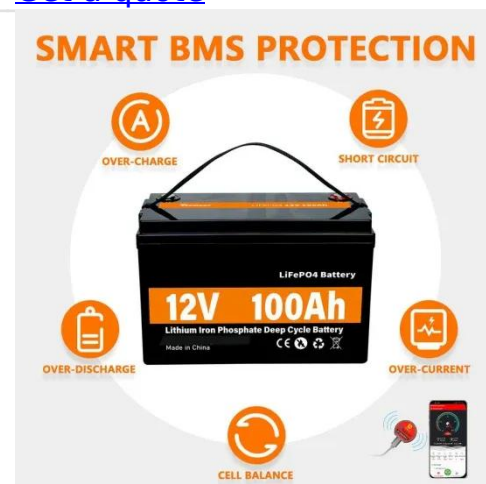 SMART BMS PROTECTION
OVER-CHARGE
SHORT CIRCUIT
LiFePO4 Battery
12V 100Ah
Lithium Iron Phosphate Deep Cycle Battery
Made in China
CE
OVER-DISCHARGE
OVER-CURRENT
CELL BALANCE